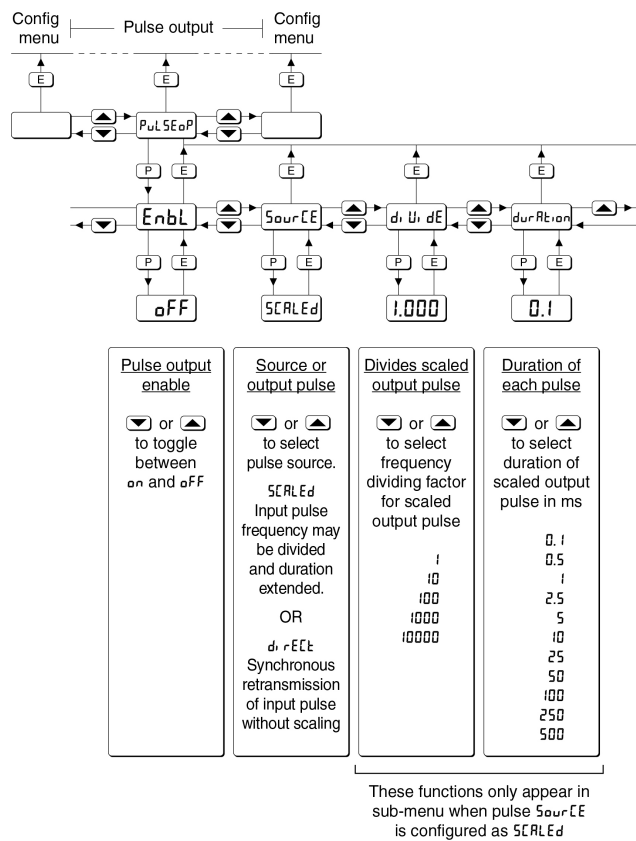 Config menu
Pulse output
Config menu
E E E
PuLSEoP
P E E E E
EnbL SourCE di Vi dE durAtion
P E P E P E P E
oFF SCALEd 1.000 0.1
Pulse output
enable
or
to toggle
between
on and oFF
Source or
output pulse
or
to select
pulse source.
SCALEd
Input pulse
frequency may
be divided
and duration
extended.
OR
di rECt
Synchronous
retransmission
of input pulse
without scaling
Divides scaled
output pulse
or
to select
frequency
dividing factor
for scaled
output pulse
1
10
100
1000
10000
Duration of
each pulse
or
to select
duration of
scaled output
pulse in ms
0.1
0.5
1
2.5
5
10
25
50
100
250
500
These functions only appear in
sub-menu when pulse SourCE
is configured as SCALEd